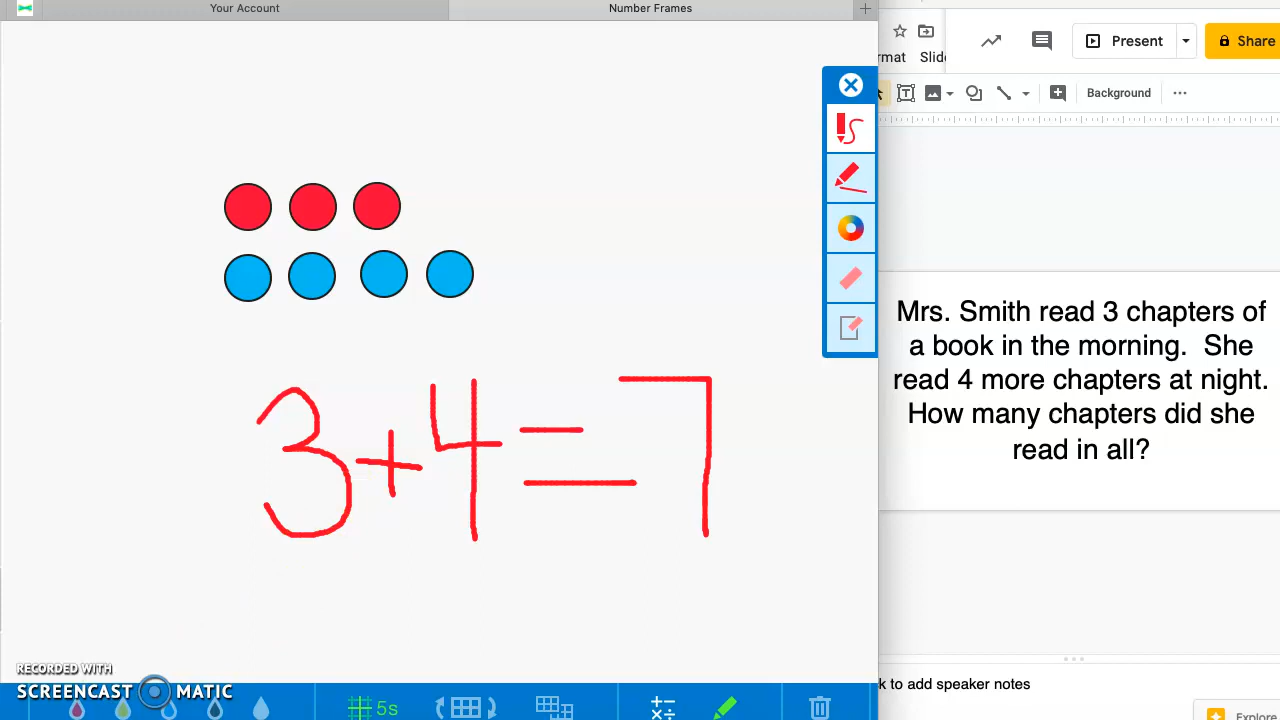 Your Account
Number Frames
rmat Slide
Present
Share
Background
Mrs. Smith read 3 chapters of
a book in the morning. She
read 4 more chapters at night.
How many chapters did she
read in all?
3+4=7
k to add speaker notes
RECORDED WITH
SCREENCAST MATIC
5s
Explore